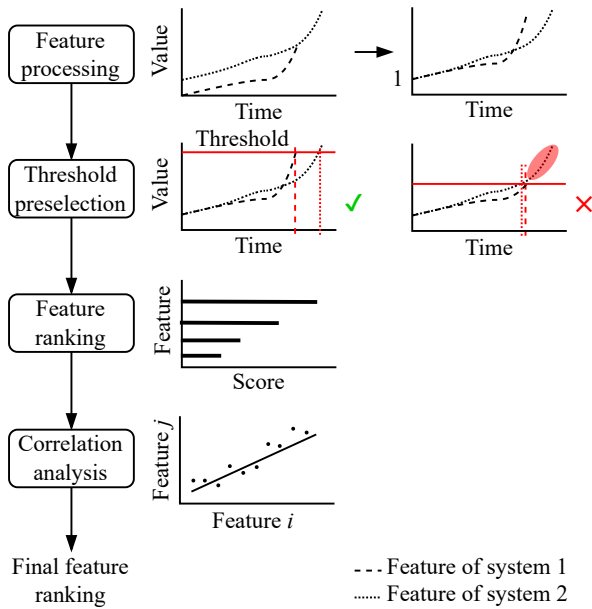 Feature
processing
Value
Time
1
Time
Threshold
preselection
Threshold
Value
Time
Time
Feature
ranking
Feature
Score
Correlation
analysis
Feature j
Feature i
Final feature
ranking
Feature of system 1
Feature of system 2